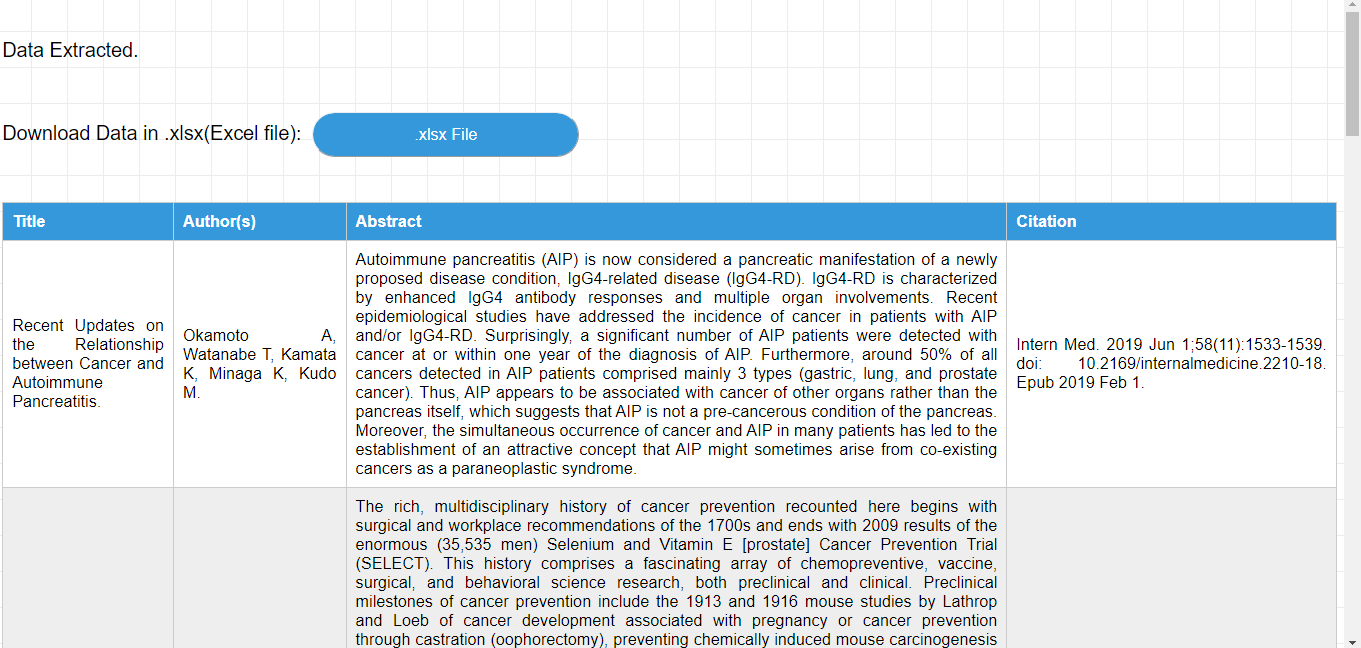 Data Extracted.
Download Data in .xlsx(Excel file):
.xlsx File
Title
Author(s)
Abstract
Citation
Recent Updates on
the Relationship
between Cancer and
Autoimmune
Pancreatitis.
Okamoto A,
Watanabe T, Kamata
K, Minaga K, Kudo
M.
Autoimmune pancreatitis (AIP) is now considered a pancreatic manifestation of a newly
proposed disease condition, IgG4-related disease (IgG4-RD). IgG4-RD is characterized
by enhanced IgG4 antibody responses and multiple organ involvements. Recent
epidemiological studies have addressed the incidence of cancer in patients with AIP
and/or IgG4-RD. Surprisingly, a significant number of AIP patients were detected with
cancer at or within one year of the diagnosis of AIP. Furthermore, around 50% of all
cancers detected in AIP patients comprised mainly 3 types (gastric, lung, and prostate
cancer). Thus, AIP appears to be associated with cancer of other organs rather than the
pancreas itself, which suggests that AIP is not a pre-cancerous condition of the pancreas.
Moreover, the simultaneous occurrence of cancer and AIP in many patients has led to the
establishment of an attractive concept that AIP might sometimes arise from co-existing
cancers as a paraneoplastic syndrome.
Intern Med. 2019 Jun 1;58(11):1533-1539.
doi: 10.2169/internalmedicine.2210-18.
Epub 2019 Feb 1.
The rich, multidisciplinary history of cancer prevention recounted here begins with
surgical and workplace recommendations of the 1700s and ends with 2009 results of the
enormous (35,535 men) Selenium and Vitamin E [prostate] Cancer Prevention Trial
(SELECT). This history comprises a fascinating array of chemopreventive, vaccine,
surgical, and behavioral science research, both preclinical and clinical. Preclinical
milestones of cancer prevention include the 1913 and 1916 mouse studies by Lathrop
and Loeb of cancer development associated with pregnancy or cancer prevention
through castration (oophorectomy), preventing chemically induced mouse carcinogenesis